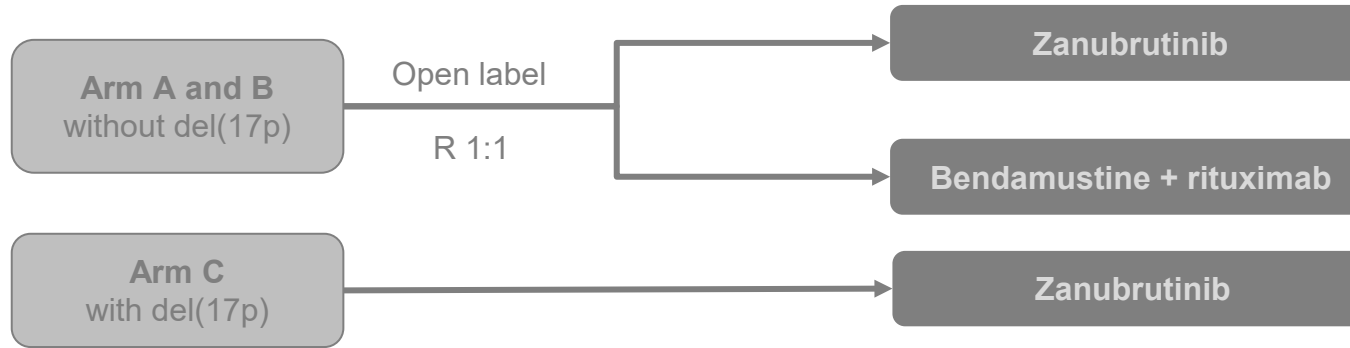 Arm A and B
without del(17p)
Open label
R 1:1
Zanubrutinib
Bendamustine + rituximab
Arm C
with del(17p)
Zanubrutinib